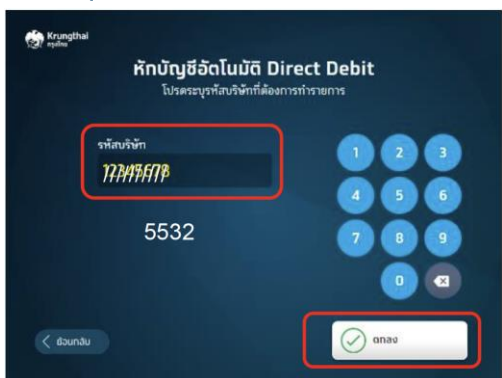 Krungthai
กรุงไทย
หักบัญชีอัตโนมัติ Direct Debit
โปรดระบุรหัสบริษัทที่ต้องการทำรายการ
รหัสบริษัท
12345678
5532
1 2 3
4 5 6
7 8 9
0
ย้อนกลับ
ตกลง